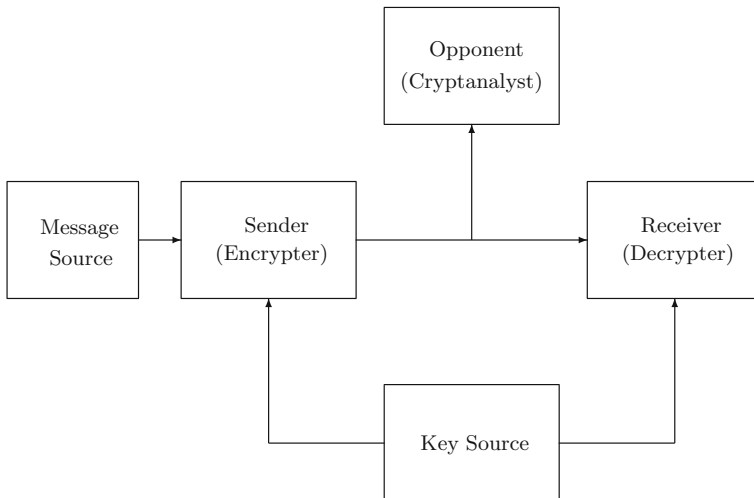 Opponent
(Cryptanalyst)
Message
Source
Sender
(Encrypter)
Receiver
(Decrypter)
Key Source